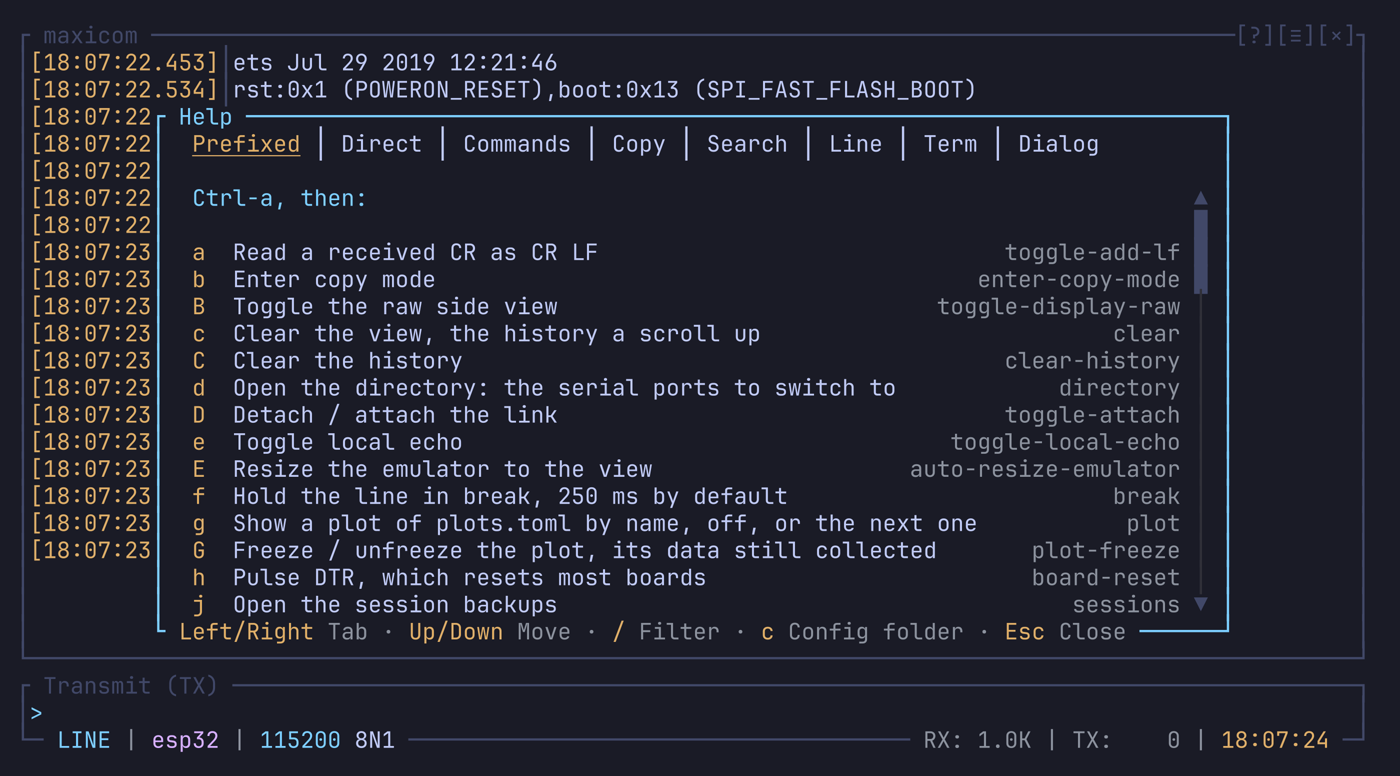 maxicom [?][≡][×]
[18:07:22.453] ets Jul 29 2019 12:21:46
[18:07:22.534] rst:0x1 (POWERON_RESET),boot:0x13 (SPI_FAST_FLASH_BOOT)
[18:07:22 Help
[18:07:22 Prefixed │ Direct │ Commands │ Copy │ Search │ Line │ Term │ Dialog
[18:07:22
[18:07:22 Ctrl-a, then:
[18:07:22
[18:07:23 a Read a received CR as CR LF toggle-add-lf
[18:07:23 b Enter copy mode enter-copy-mode
[18:07:23 B Toggle the raw side view toggle-display-raw
[18:07:23 c Clear the view, the history a scroll up clear
[18:07:23 C Clear the history clear-history
[18:07:23 d Open the directory: the serial ports to switch to directory
[18:07:23 D Detach / attach the link toggle-attach
[18:07:23 e Toggle local echo toggle-local-echo
[18:07:23 E Resize the emulator to the view auto-resize-emulator
[18:07:23 f Hold the line in break, 250 ms by default break
[18:07:23 g Show a plot of plots.toml by name, off, or the next one plot
[18:07:23 G Freeze / unfreeze the plot, its data still collected plot-freeze
h Pulse DTR, which resets most boards board-reset
j Open the session backups sessions
Left/Right Tab · Up/Down Move · / Filter · c Config folder · Esc Close
Transmit (TX)
>
LINE | esp32 | 115200 8N1 RX: 1.0K | TX: 0 | 18:07:24